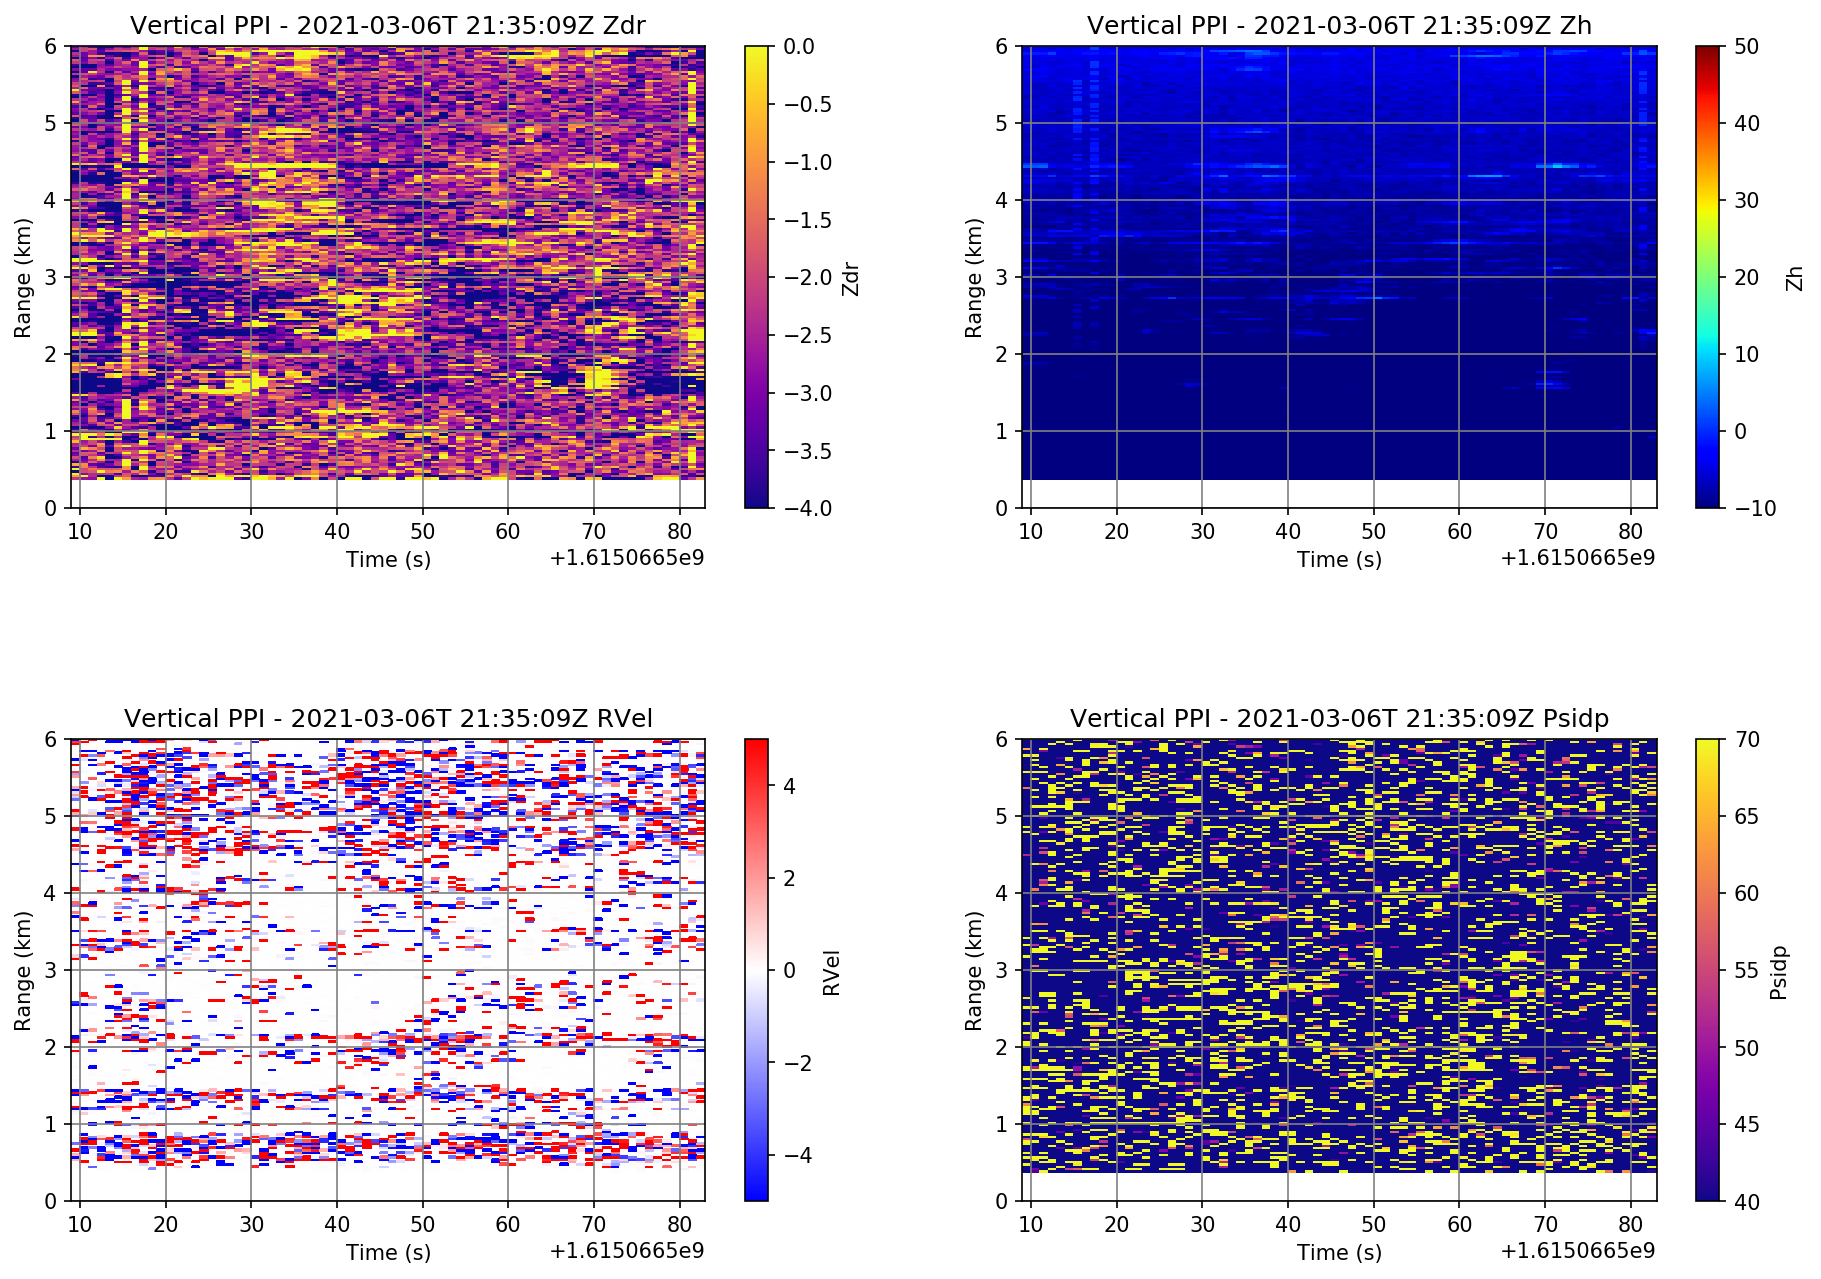 Vertical PPI - 2021-03-06T 21:35:09Z Zdr
6
5
4
3
2
1
0
Range (km)
10 20 30 40 50 60 70 80
Time (s)
+1.6150665e9
0.0
−0.5
−1.0
−1.5
−2.0
−2.5
−3.0
−3.5
−4.0
Zdr
Vertical PPI - 2021-03-06T 21:35:09Z Zh
6
5
4
3
2
1
0
Range (km)
10 20 30 40 50 60 70 80
Time (s)
+1.6150665e9
50
40
30
20
10
0
−10
Zh
Vertical PPI - 2021-03-06T 21:35:09Z RVel
6
5
4
3
2
1
0
Range (km)
10 20 30 40 50 60 70 80
Time (s)
+1.6150665e9
4
2
0
−2
−4
RVel
Vertical PPI - 2021-03-06T 21:35:09Z Psidp
6
5
4
3
2
1
0
Range (km)
10 20 30 40 50 60 70 80
Time (s)
+1.6150665e9
70
65
60
55
50
45
40
Psidp